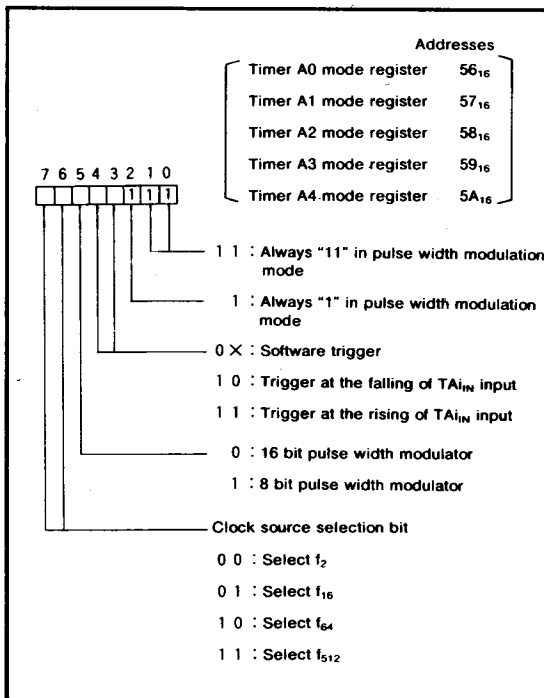 Addresses
Timer A0 mode register 56₁₆
Timer A1 mode register 57₁₆
Timer A2 mode register 58₁₆
Timer A3 mode register 59₁₆
Timer A4 mode register 5A₁₆
7 6 5 4 3 2 1 0
1 1 1
1 1 : Always "11" in pulse width modulation
mode
1 : Always "1" in pulse width modulation
mode
0 × : Software trigger
1 0 : Trigger at the falling of TAiIN input
1 1 : Trigger at the rising of TAiIN input
0 : 16 bit pulse width modulator
1 : 8 bit pulse width modulator
Clock source selection bit
0 0 : Select f₂
0 1 : Select f₁₆
1 0 : Select f₆₄
1 1 : Select f₅₁₂